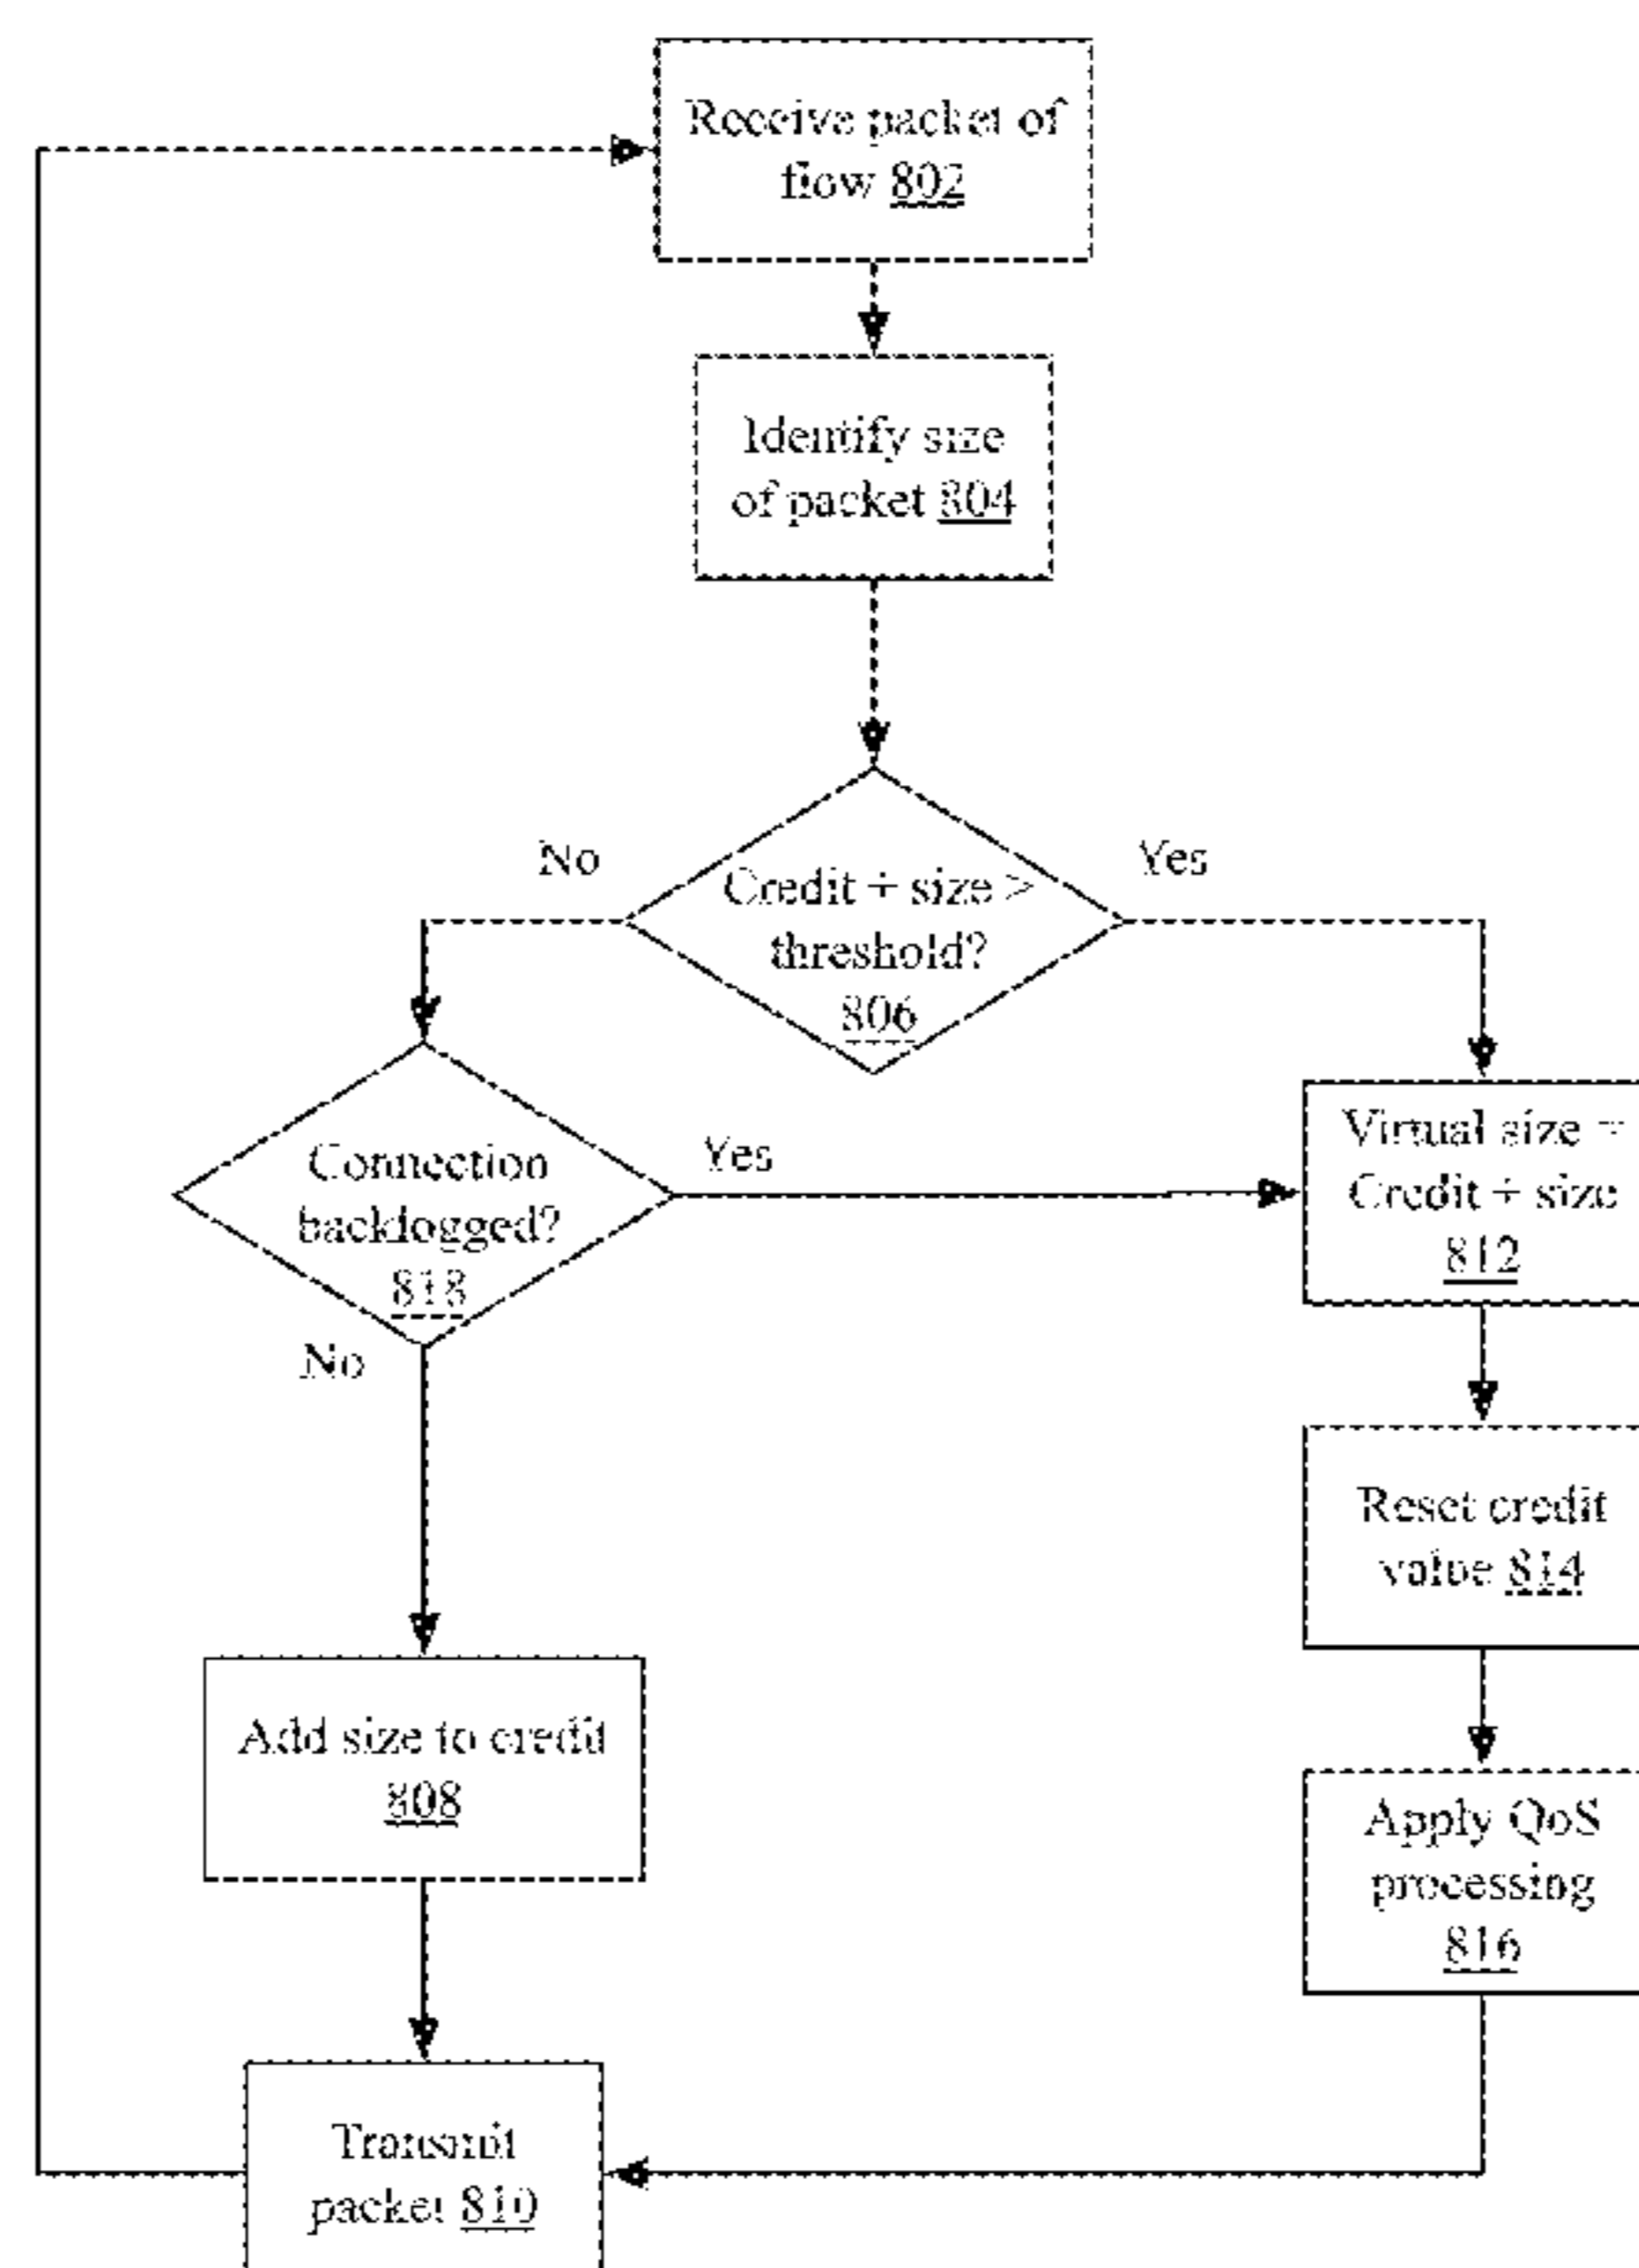 Receive packet of
flow 802
Identify size
of packet 804
No
Yes
Credit + size >
threshold?
806
Connection
backlogged?
818
Yes
No
Virtual size =
Credit + size
812
Reset credit
value 814
Add size to credit
808
Apply QoS
processing
816
Transmit
packet 810